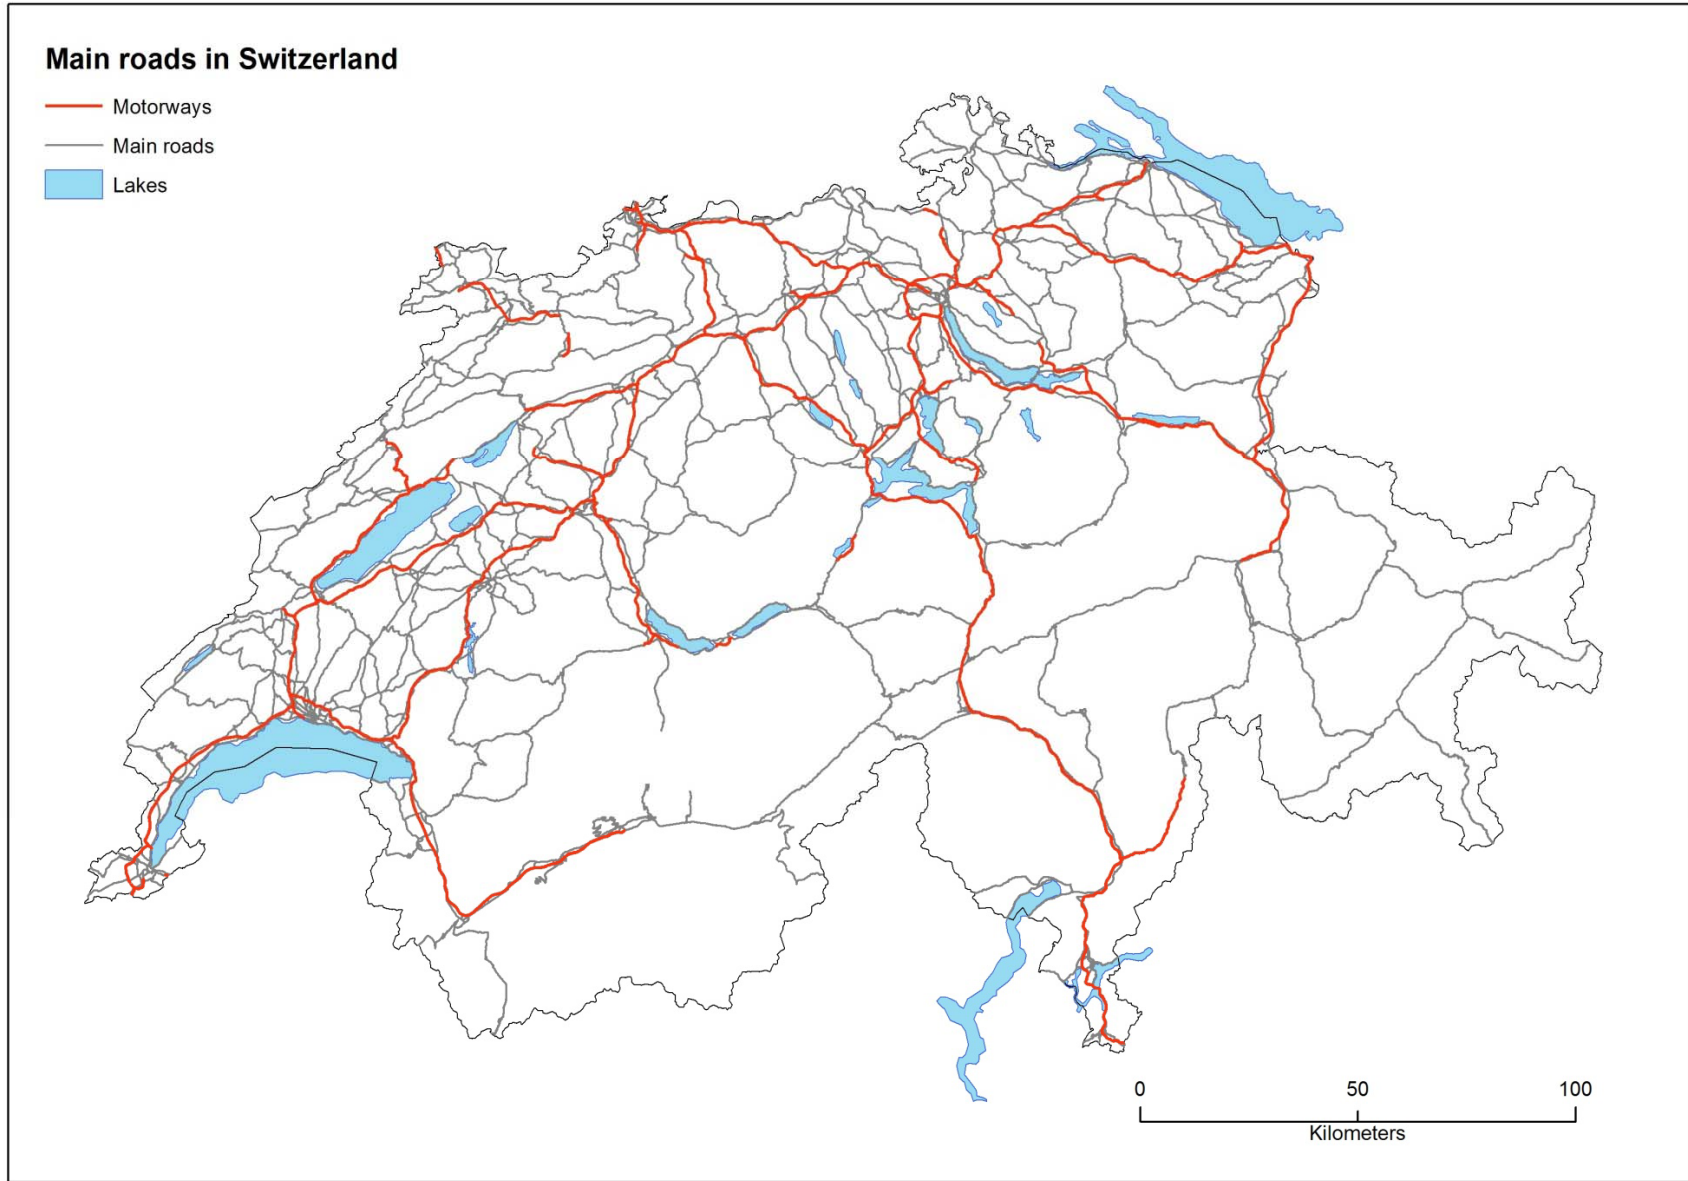 Main roads in Switzerland
Motorways
Main roads
Lakes
0 50 100
Kilometers